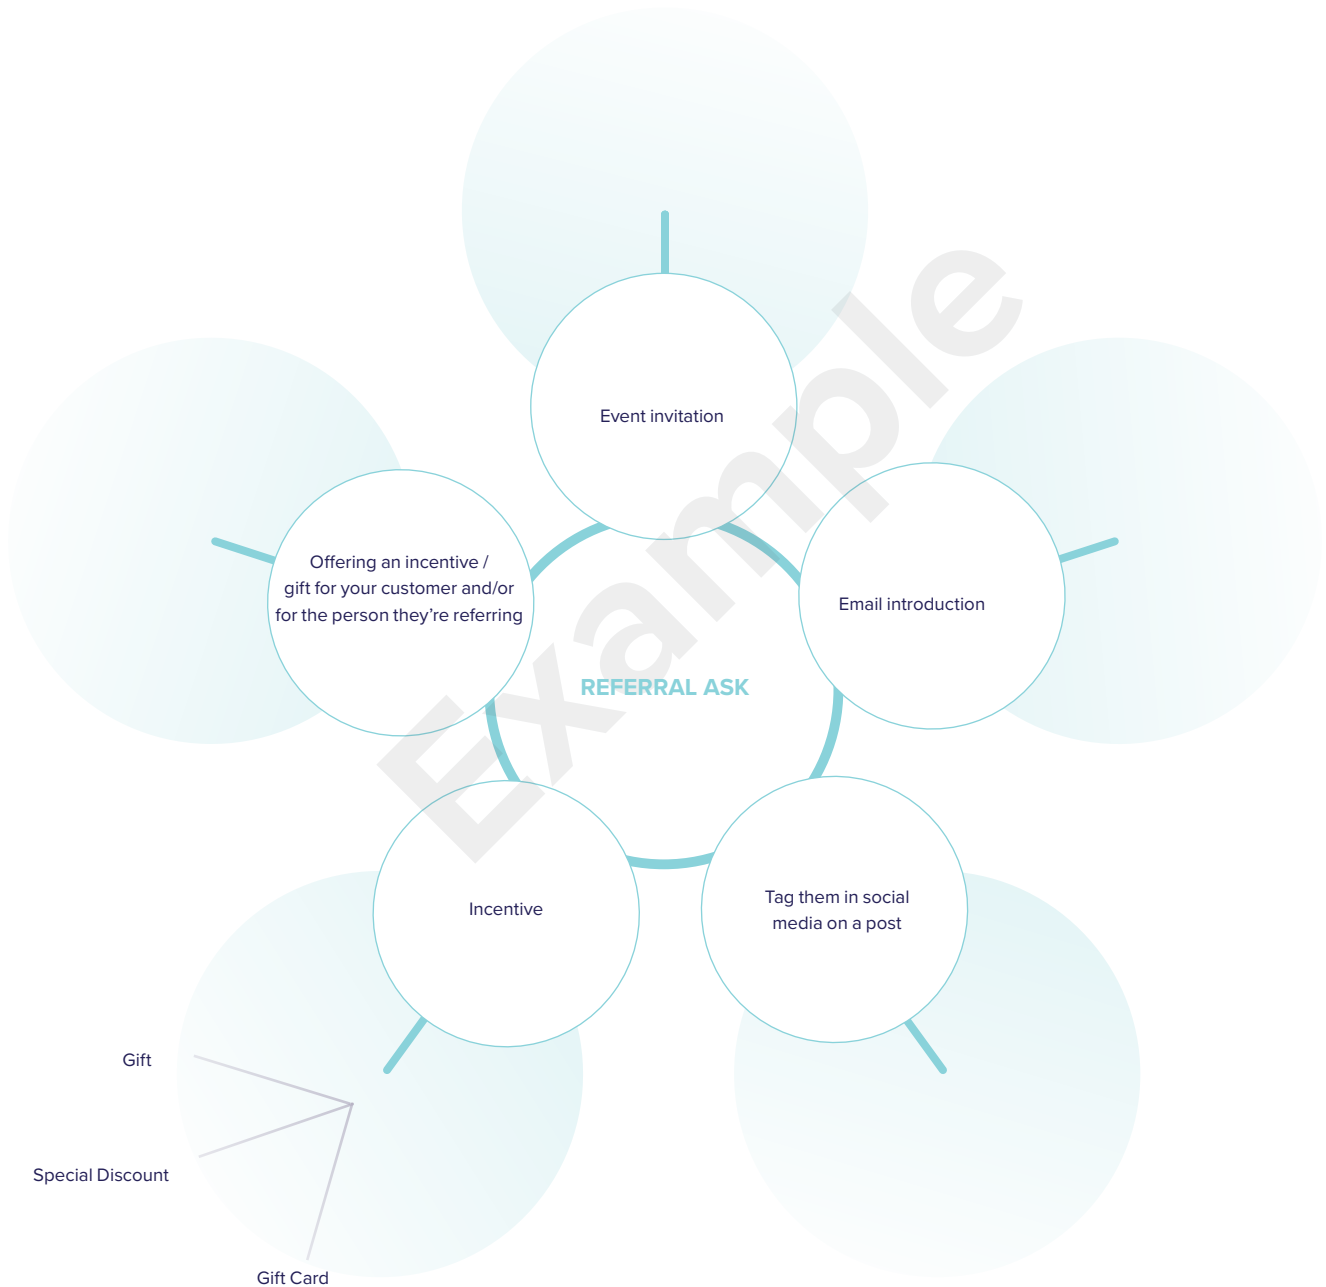 Event invitation
Offering an incentive /
gift for your customer and/or
for the person they’re referring
Email introduction
REFERRAL ASK
Example
Incentive
Tag them in social
media on a post
Gift
Special Discount
Gift Card